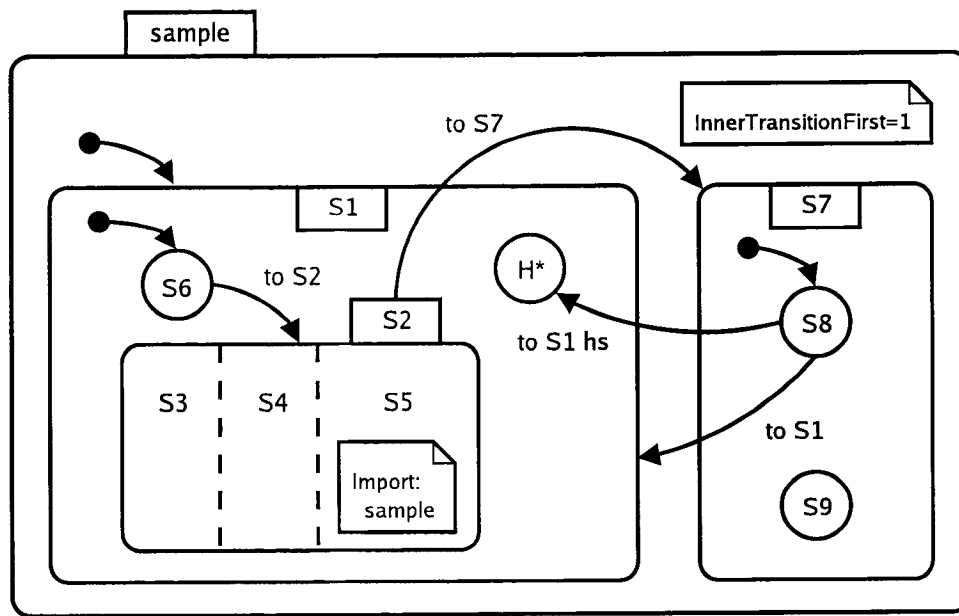 sample
InnerTransitionFirst=1
to S7
S1
S7
S6
to S2
H*
S2
S8
to S1 hs
S3
S4
S5
to S1
Import:
sample
S9